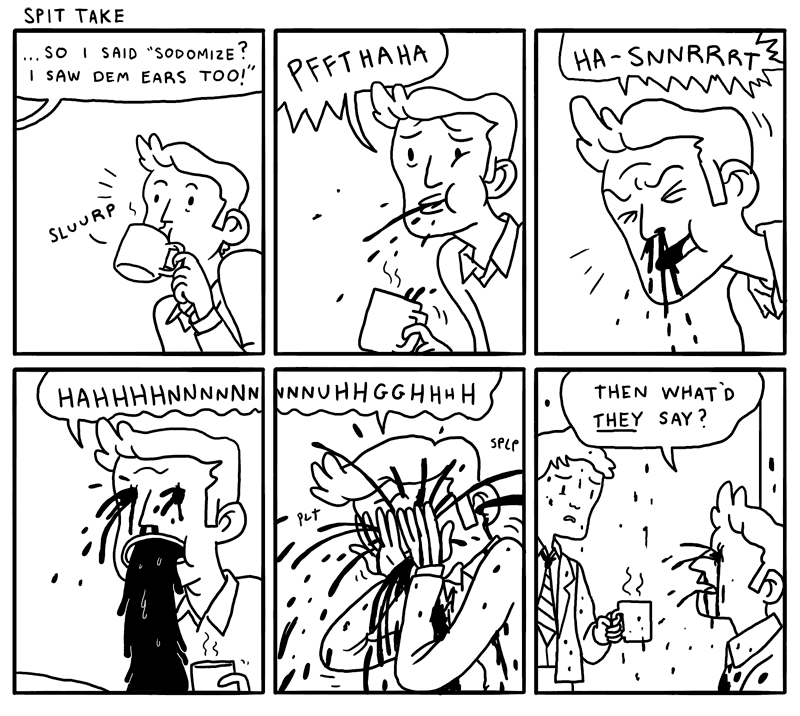 SPIT TAKE
...SO I SAID "SODOMIZE?
I SAW DEM EARS TOO!"
SLUURP
PFFTHAHA
HA-SNNRRRT
HAHHHHNNNNNN
NNNUHHGGHHHH
SPLP
PLT
THEN WHAT'D
THEY SAY?